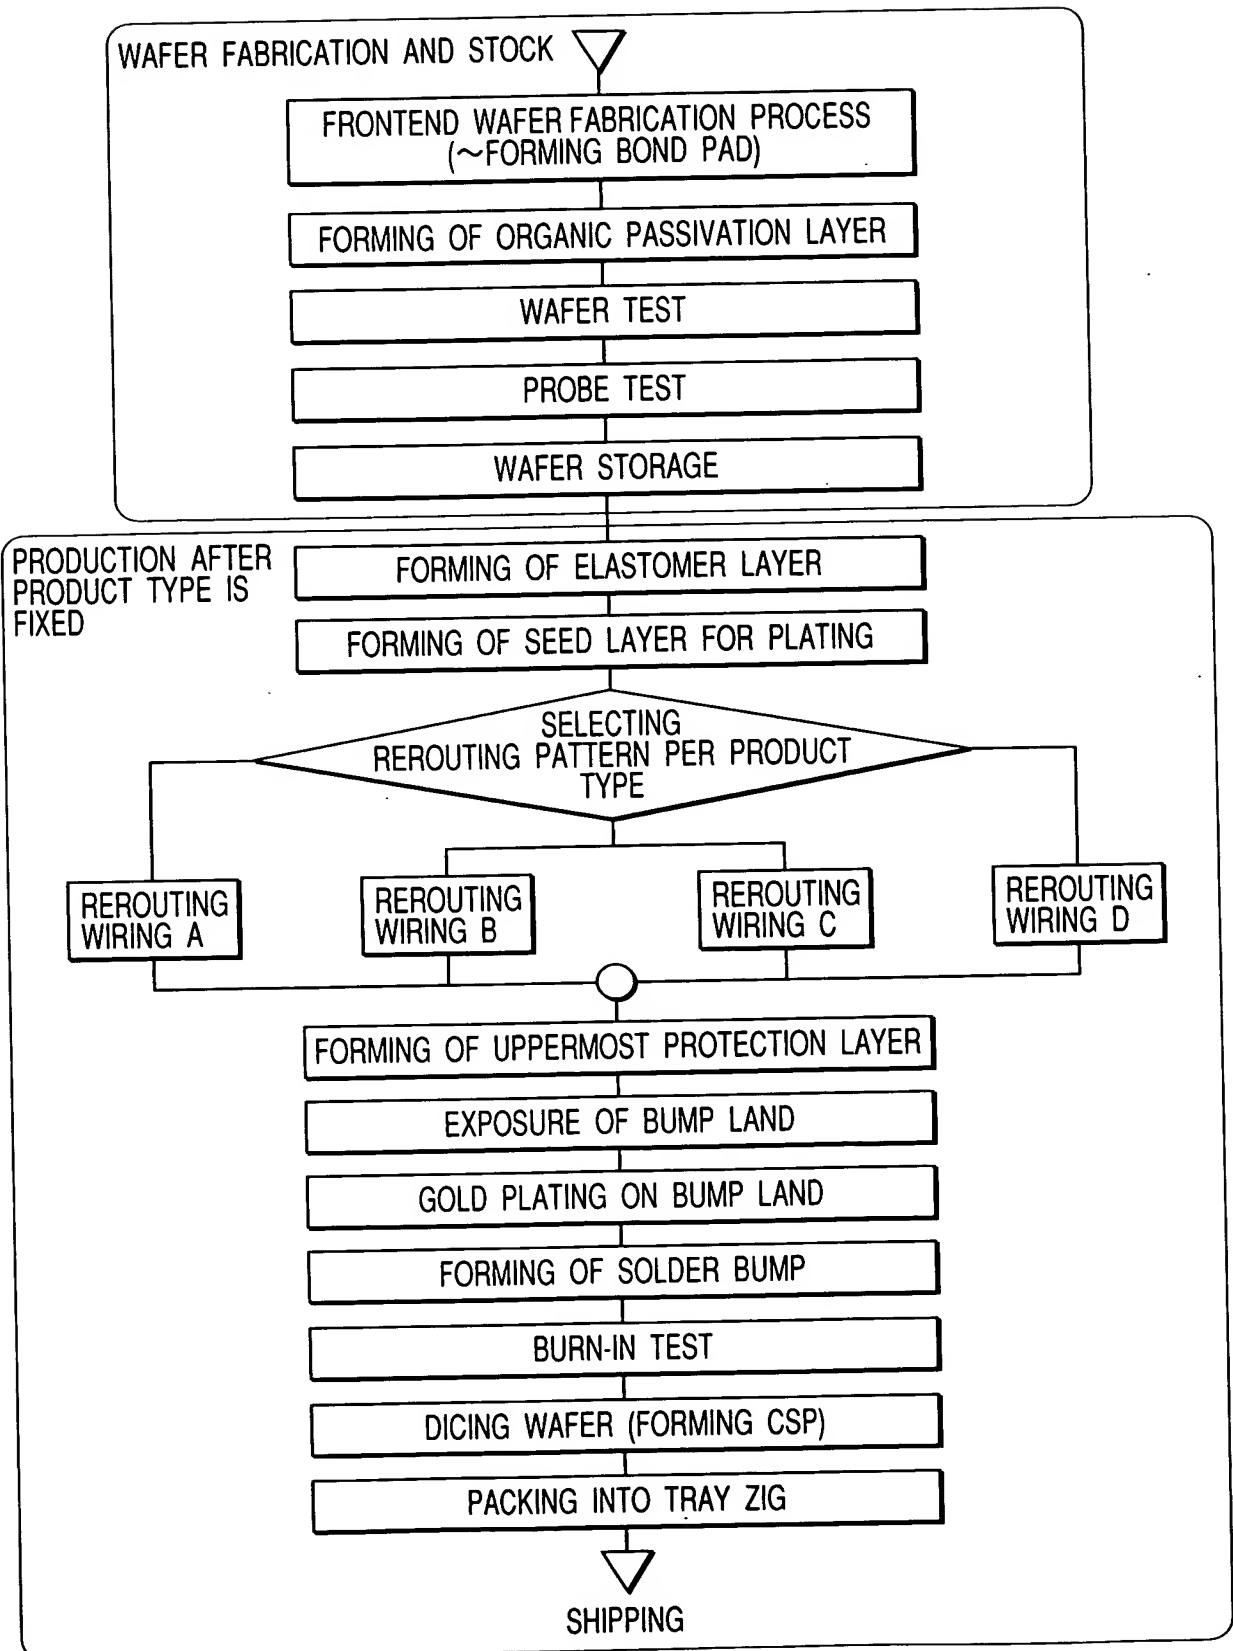 WAFER FABRICATION AND STOCK
FRONTEND WAFER FABRICATION PROCESS
(~FORMING BOND PAD)
FORMING OF ORGANIC PASSIVATION LAYER
WAFER TEST
PROBE TEST
WAFER STORAGE
PRODUCTION AFTER
PRODUCT TYPE IS
FIXED
FORMING OF ELASTOMER LAYER
FORMING OF SEED LAYER FOR PLATING
SELECTING
REROUTING PATTERN PER PRODUCT
TYPE
REROUTING
WIRING A
REROUTING
WIRING B
REROUTING
WIRING C
REROUTING
WIRING D
FORMING OF UPPERMOST PROTECTION LAYER
EXPOSURE OF BUMP LAND
GOLD PLATING ON BUMP LAND
FORMING OF SOLDER BUMP
BURN-IN TEST
DICING WAFER (FORMING CSP)
PACKING INTO TRAY ZIG
SHIPPING